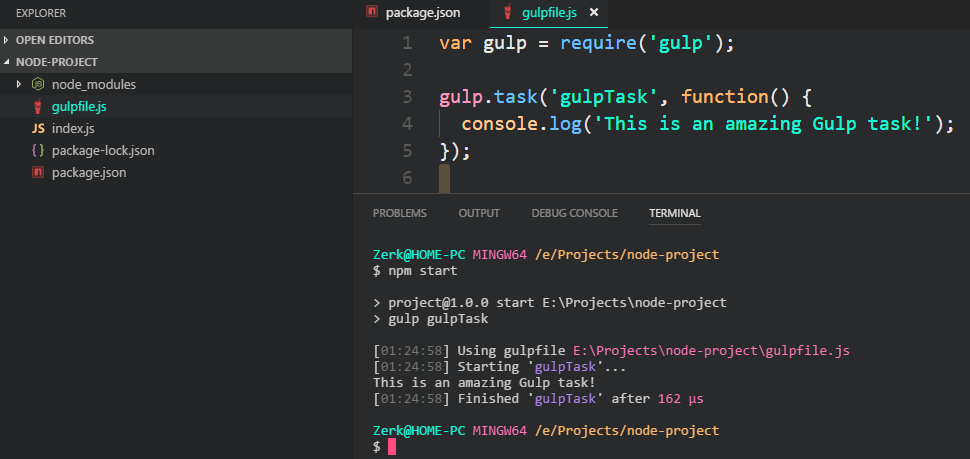 EXPLORER
OPEN EDITORS
NODE-PROJECT
node_modules
gulpfile.js
JS index.js
{ } package-lock.json
package.json
package.json
gulpfile.js ×
1 var gulp = require('gulp');
2
3 gulp.task('gulpTask', function() {
4 console.log('This is an amazing Gulp task!');
5 });
6
PROBLEMS OUTPUT DEBUG CONSOLE TERMINAL
Zerk@HOME-PC MINGW64 /e/Projects/node-project
$ npm start
> project@1.0.0 start E:\Projects\node-project
> gulp gulpTask
[01:24:58] Using gulpfile E:\Projects\node-project\gulpfile.js
[01:24:58] Starting 'gulpTask'...
This is an amazing Gulp task!
[01:24:58] Finished 'gulpTask' after 162 μs
Zerk@HOME-PC MINGW64 /e/Projects/node-project
$